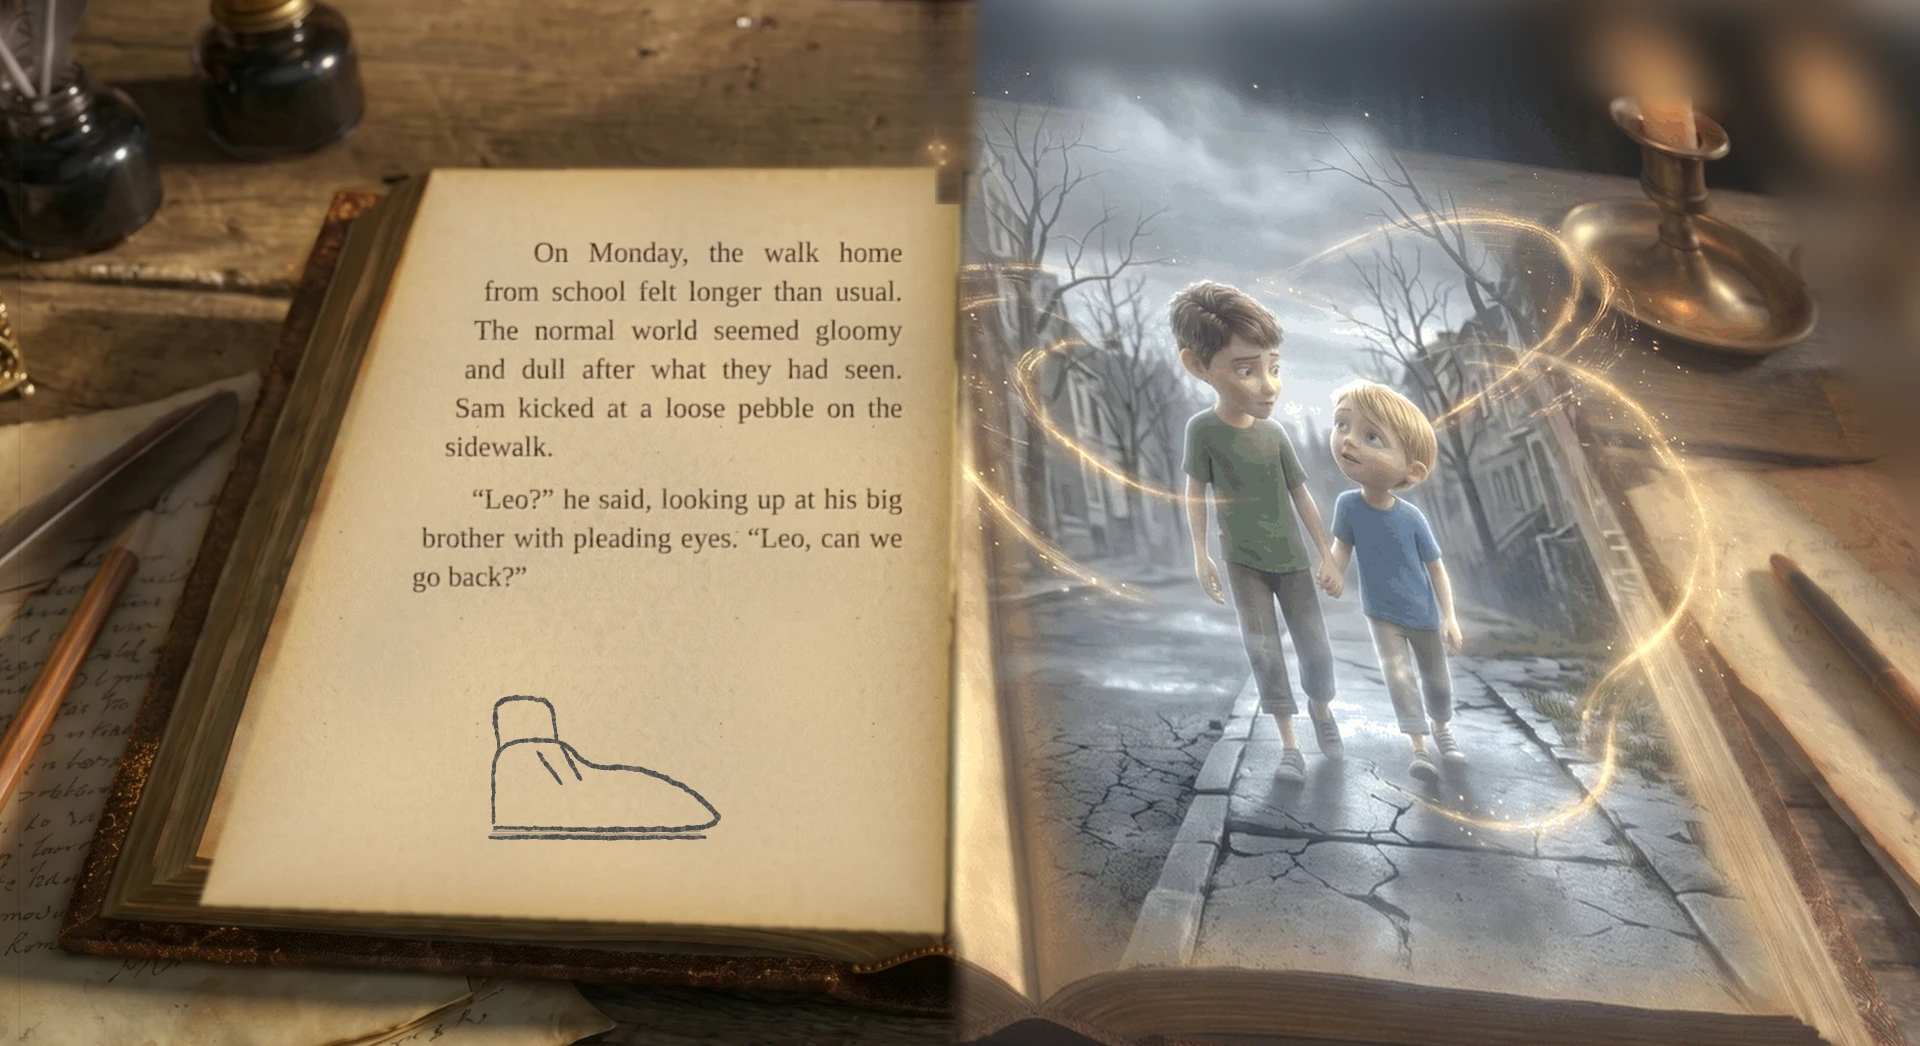 On Monday, the walk home
from school felt longer than usual.
The normal world seemed gloomy
and dull after what they had seen.
Sam kicked at a loose pebble on the
sidewalk.
“Leo?” he said, looking up at his big
brother with pleading eyes. “Leo, can we
go back?”